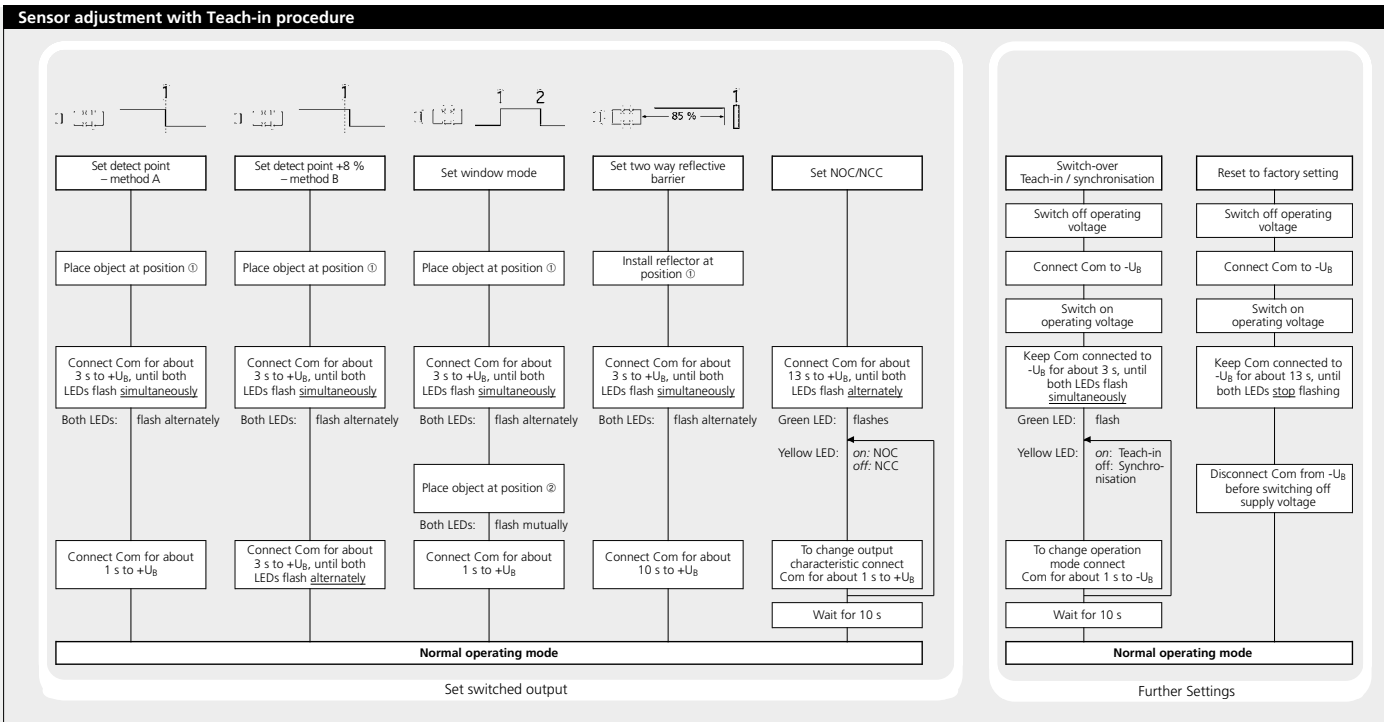 Sensor adjustment with Teach-in procedure
1
1
1 2
85 %
1
Set detect point
– method A
Place object at position ①
Connect Com for about
3 s to +UB, until both
LEDs flash simultaneously
Both LEDs: flash alternately
Connect Com for about
1 s to +UB
Set detect point +8 %
– method B
Place object at position ①
Connect Com for about
3 s to +UB, until both
LEDs flash simultaneously
Both LEDs: flash alternately
Connect Com for about
3 s to +UB, until both
LEDs flash alternately
Set window mode
Place object at position ①
Connect Com for about
3 s to +UB, until both
LEDs flash simultaneously
Both LEDs: flash alternately
Place object at position ②
Both LEDs: flash mutually
Connect Com for about
1 s to +UB
Set two way reflective
barrier
Install reflector at
position ①
Connect Com for about
3 s to +UB, until both
LEDs flash simultaneously
Both LEDs: flash alternately
Connect Com for about
10 s to +UB
Set NOC/NCC
Connect Com for about
13 s to +UB, until both
LEDs flash alternately
Green LED: flashes
Yellow LED: on: NOC
off: NCC
To change output
characteristic connect
Com for about 1 s to +UB
Wait for 10 s
Normal operating mode
Set switched output
Switch-over
Teach-in / synchronisation
Switch off operating
voltage
Connect Com to -UB
Switch on
operating voltage
Keep Com connected to
-UB for about 3 s, until
both LEDs flash
simultaneously
Green LED: flash
Yellow LED: on: Teach-in
off: Synchro-
nisation
To change operation
mode connect
Com for about 1 s to -UB
Wait for 10 s
Reset to factory setting
Switch off operating
voltage
Connect Com to -UB
Switch on
operating voltage
Keep Com connected to
-UB for about 13 s, until
both LEDs stop flashing
Disconnect Com from -UB
before switching off
supply voltage
Normal operating mode
Further Settings